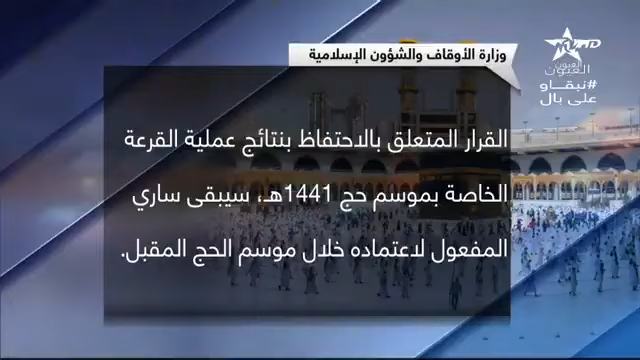 وزارة الأوقاف والشؤون الإسلامية
العيون
العيون
#نبقاو
على بال
القرار المتعلق بالاحتفاظ بنتائج عملية القرعة
الخاصة بموسم حج 1441هـ، سيبقى ساري
المفعول لاعتماده خلال موسم الحج المقبل.